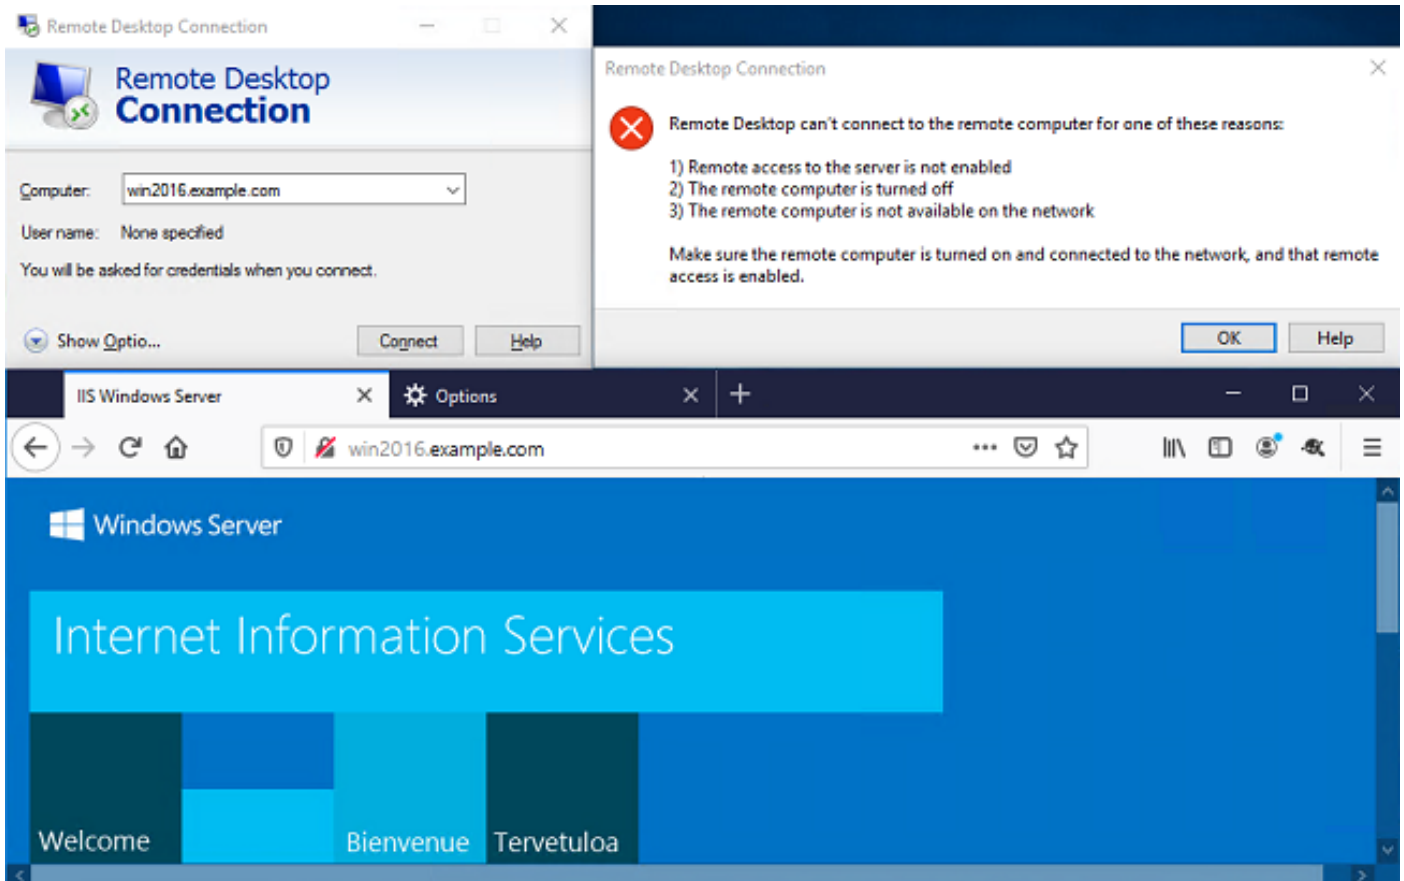 Remote Desktop Connection
Remote Desktop
Connection
Computer: win2016.example.com
User name: None specified
You will be asked for credentials when you connect.
Show Optio...
Connect
Help
Remote Desktop Connection
Remote Desktop can't connect to the remote computer for one of these reasons:
1) Remote access to the server is not enabled
2) The remote computer is turned off
3) The remote computer is not available on the network
Make sure the remote computer is turned on and connected to the network, and that remote
access is enabled.
OK
Help
IIS Windows Server
Options
win2016.example.com
Windows Server
Internet Information Services
Welcome
Bienvenue
Tervetuloa